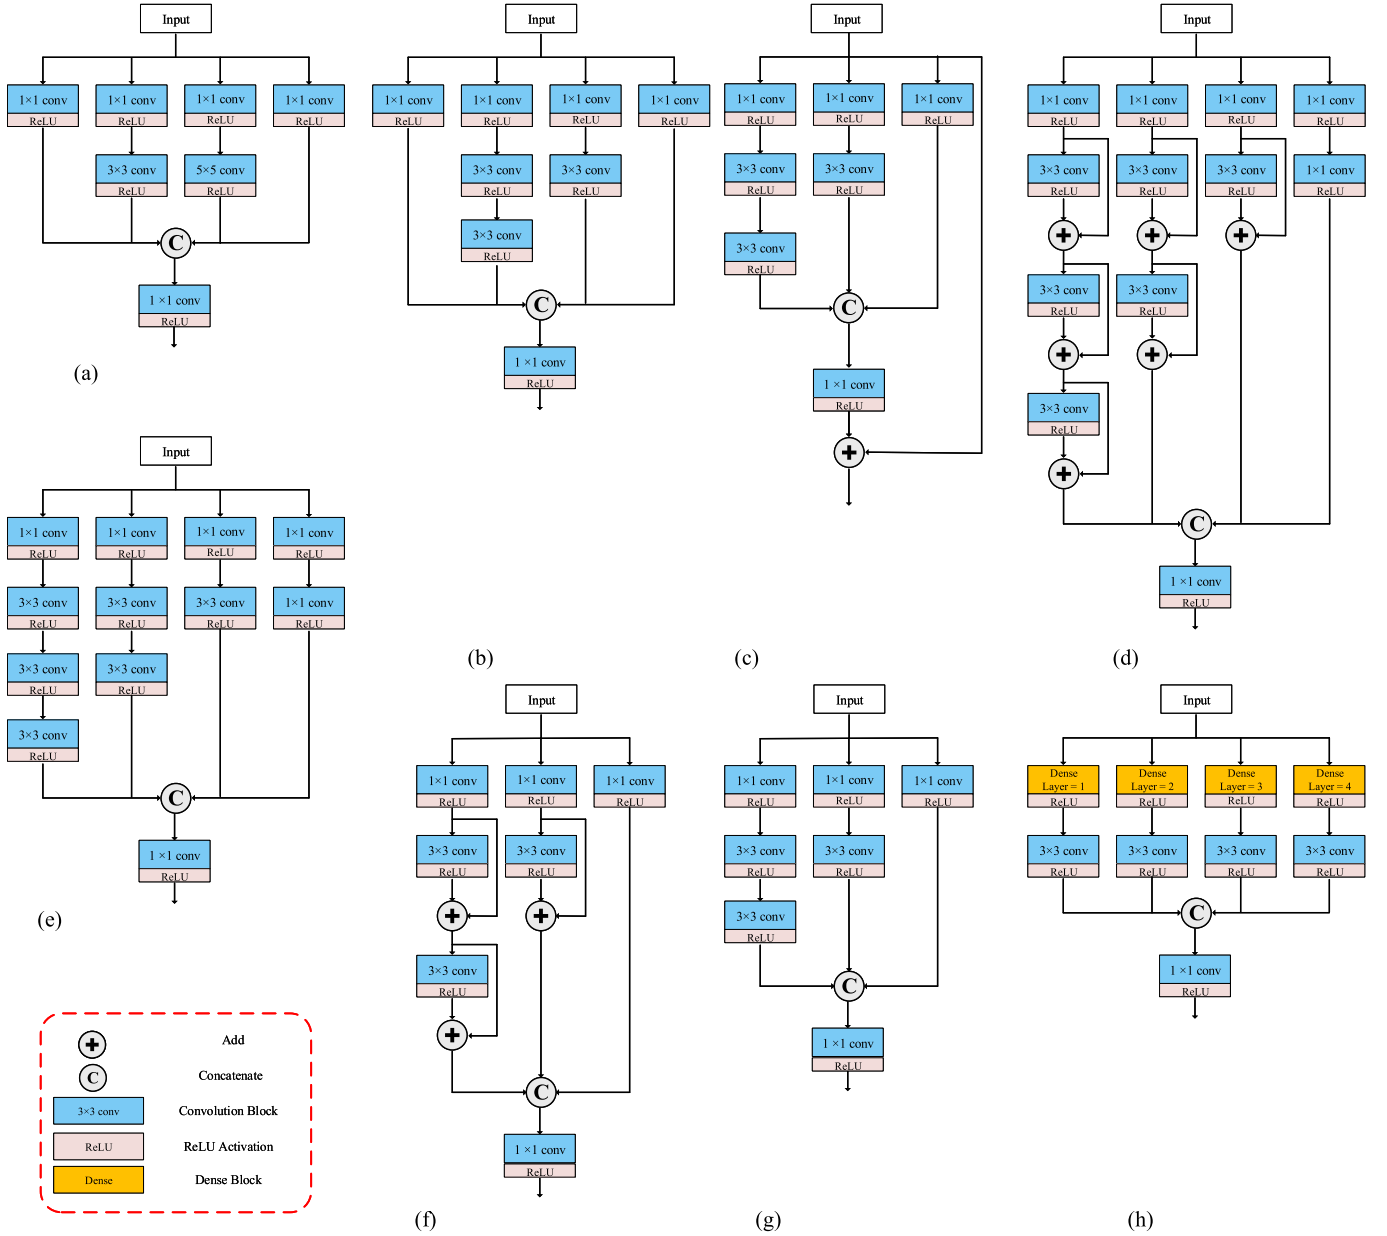 Input
1×1 conv
ReLU
1×1 conv
ReLU
1×1 conv
ReLU
1×1 conv
ReLU
3×3 conv
ReLU
5×5 conv
ReLU
C
1 ×1 conv
ReLU
(a)
Input
1×1 conv
ReLU
1×1 conv
ReLU
1×1 conv
ReLU
1×1 conv
ReLU
3×3 conv
ReLU
3×3 conv
ReLU
3×3 conv
ReLU
C
1 ×1 conv
ReLU
(b)
Input
1×1 conv
ReLU
1×1 conv
ReLU
1×1 conv
ReLU
3×3 conv
ReLU
3×3 conv
ReLU
3×3 conv
ReLU
C
1 ×1 conv
ReLU
(c)
Input
1×1 conv
ReLU
1×1 conv
ReLU
1×1 conv
ReLU
1×1 conv
ReLU
3×3 conv
ReLU
3×3 conv
ReLU
3×3 conv
ReLU
1×1 conv
ReLU
3×3 conv
ReLU
3×3 conv
ReLU
3×3 conv
ReLU
C
1 ×1 conv
ReLU
(d)
Input
1×1 conv
ReLU
1×1 conv
ReLU
1×1 conv
ReLU
1×1 conv
ReLU
3×3 conv
ReLU
3×3 conv
ReLU
3×3 conv
ReLU
1×1 conv
ReLU
3×3 conv
ReLU
3×3 conv
ReLU
3×3 conv
ReLU
C
1 ×1 conv
ReLU
(e)
Input
1×1 conv
ReLU
1×1 conv
ReLU
1×1 conv
ReLU
3×3 conv
ReLU
3×3 conv
ReLU
3×3 conv
ReLU
C
1 ×1 conv
ReLU
(f)
Input
1×1 conv
ReLU
1×1 conv
ReLU
1×1 conv
ReLU
3×3 conv
ReLU
3×3 conv
ReLU
3×3 conv
ReLU
C
1 ×1 conv
ReLU
(g)
Input
Dense
Layer = 1
ReLU
Dense
Layer = 2
ReLU
Dense
Layer = 3
ReLU
Dense
Layer = 4
ReLU
3×3 conv
ReLU
3×3 conv
ReLU
3×3 conv
ReLU
3×3 conv
ReLU
C
1 ×1 conv
ReLU
(h)
Add
C Concatenate
3×3 conv Convolution Block
ReLU ReLU Activation
Dense Dense Block